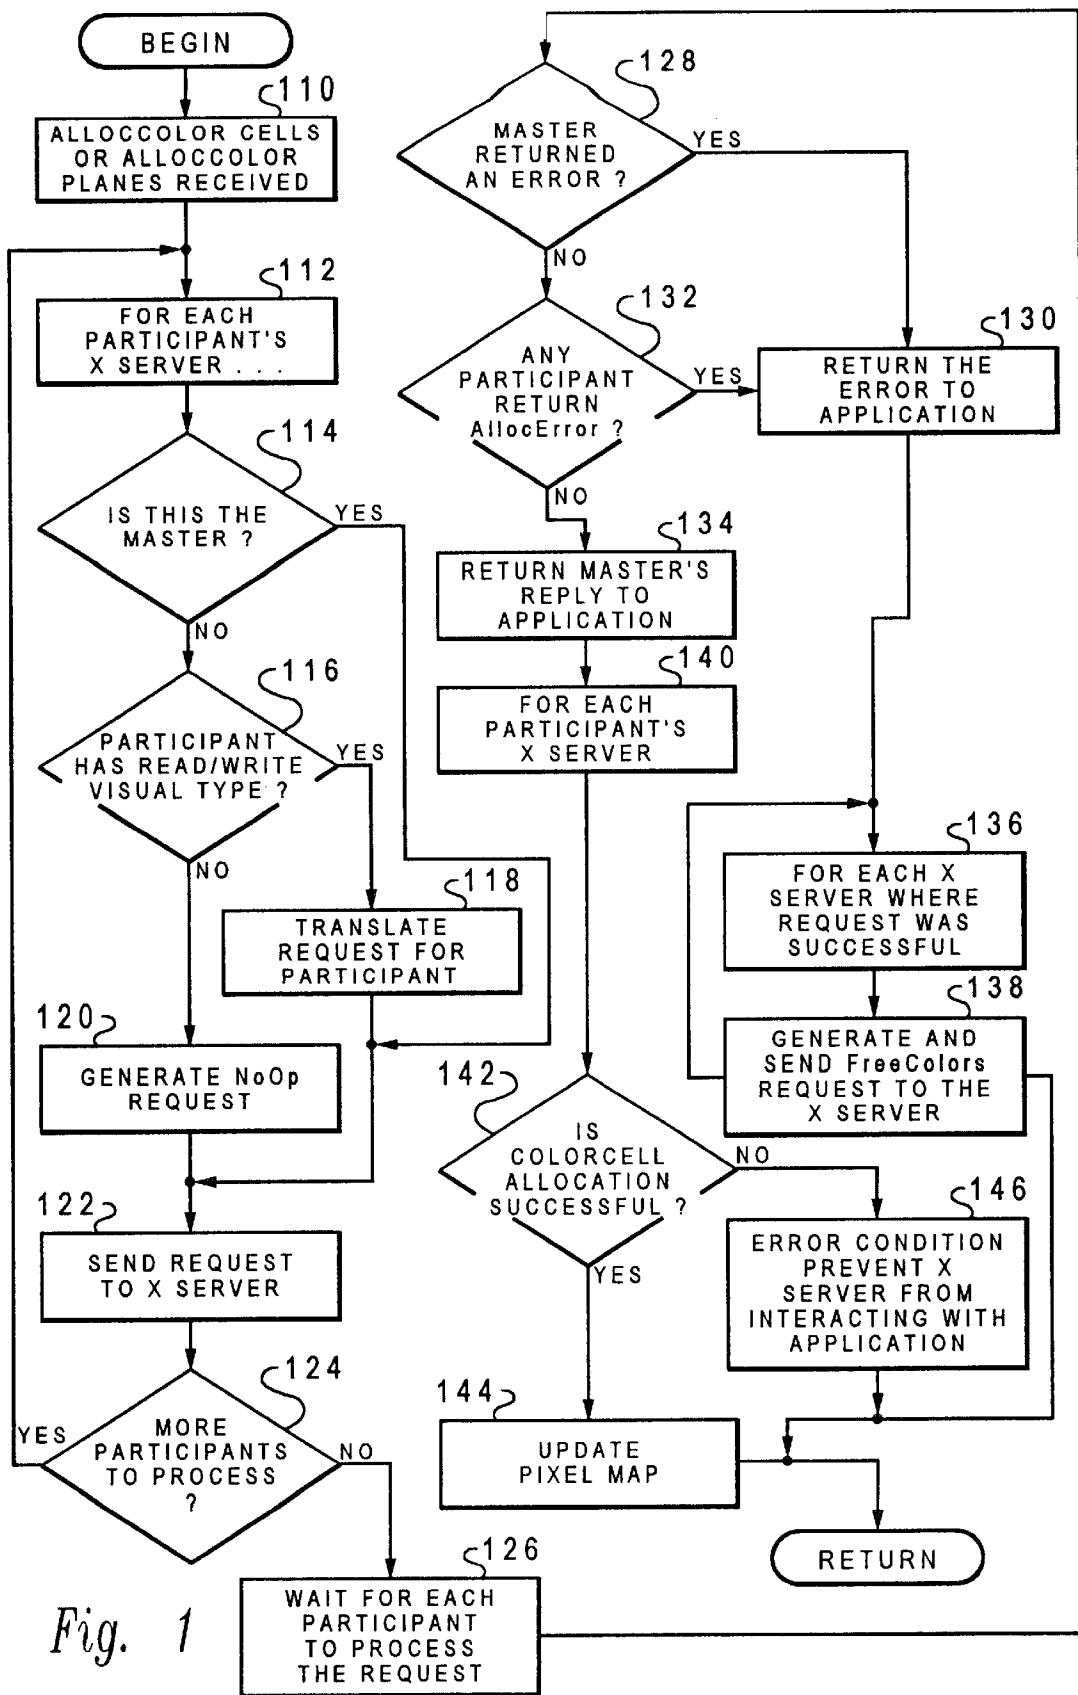 BEGIN
110
ALLOCCOLOR CELLS
OR ALLOCCOLOR
PLANES RECEIVED
112
FOR EACH
PARTICIPANT'S
X SERVER . . .
114
IS THIS THE
MASTER ?
YES
NO
116
PARTICIPANT
HAS READ/WRITE
VISUAL TYPE ?
YES
NO
118
TRANSLATE
REQUEST FOR
PARTICIPANT
120
GENERATE NoOp
REQUEST
122
SEND REQUEST
TO X SERVER
124
MORE
PARTICIPANTS
TO PROCESS
?
YES
NO
126
WAIT FOR EACH
PARTICIPANT
TO PROCESS
THE REQUEST
128
MASTER
RETURNED
AN ERROR ?
YES
NO
132
ANY
PARTICIPANT
RETURN
AllocError ?
YES
NO
130
RETURN THE
ERROR TO
APPLICATION
134
RETURN MASTER'S
REPLY TO
APPLICATION
140
FOR EACH
PARTICIPANT'S
X SERVER
136
FOR EACH X
SERVER WHERE
REQUEST WAS
SUCCESSFUL
138
GENERATE AND
SEND FreeColors
REQUEST TO THE
X SERVER
142
IS
COLORCELL
ALLOCATION
SUCCESSFUL ?
NO
YES
146
ERROR CONDITION
PREVENT X
SERVER FROM
INTERACTING WITH
APPLICATION
144
UPDATE
PIXEL MAP
RETURN
Fig. 1